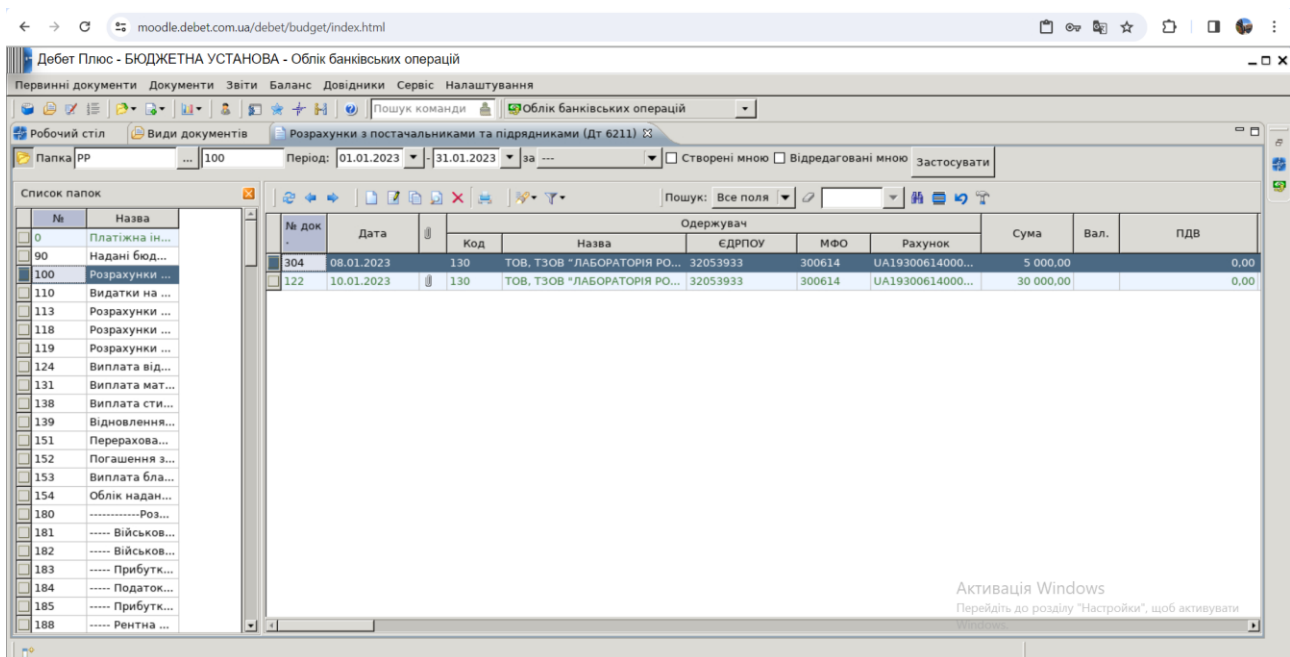 moodle.debet.com.ua/debet/budget/index.html
Дебет Плюс - БЮДЖЕТНА УСТАНОВА - Облік банківських операцій
Первинні документи Документи Звіти Баланс Довідники Сервіс Налаштування
Пошук команди Облік банківських операцій
Робочий стіл Види документів Розрахунки з постачальниками та підрядниками (Дт 6211)
Папка PP ... 100 Період: 01.01.2023 - 31.01.2023 за --- Створені мною Відредаговані мною Застосувати
Список папок Пошук: Все поля
№ Назва
0 Платіжна ін...
90 Надані бюд...
100 Розрахунки ...
110 Видатки на ...
113 Розрахунки ...
118 Розрахунки ...
119 Розрахунки ...
124 Виплата від...
131 Виплата мат...
138 Виплата сти...
139 Відновлення...
151 Перерахова...
152 Погашення з...
153 Виплата бла...
154 Облік надан...
180 ------------Роз...
181 ----- Військов...
182 ----- Військов...
183 ----- Прибутк...
184 ----- Податок...
185 ----- Прибутк...
188 ----- Рентна ...
№ док. Дата Одержувач Сума Вал. ПДВ
Код Назва ЄДРПОУ МФО Рахунок
304 08.01.2023 130 ТОВ, ТЗОВ "ЛАБОРАТОРІЯ РО... 32053933 300614 UA19300614000... 5 000,00 0,00
122 10.01.2023 130 ТОВ, ТЗОВ "ЛАБОРАТОРІЯ РО... 32053933 300614 UA19300614000... 30 000,00 0,00
Активація Windows
Перейдіть до розділу "Настройки", щоб активувати
Windows.